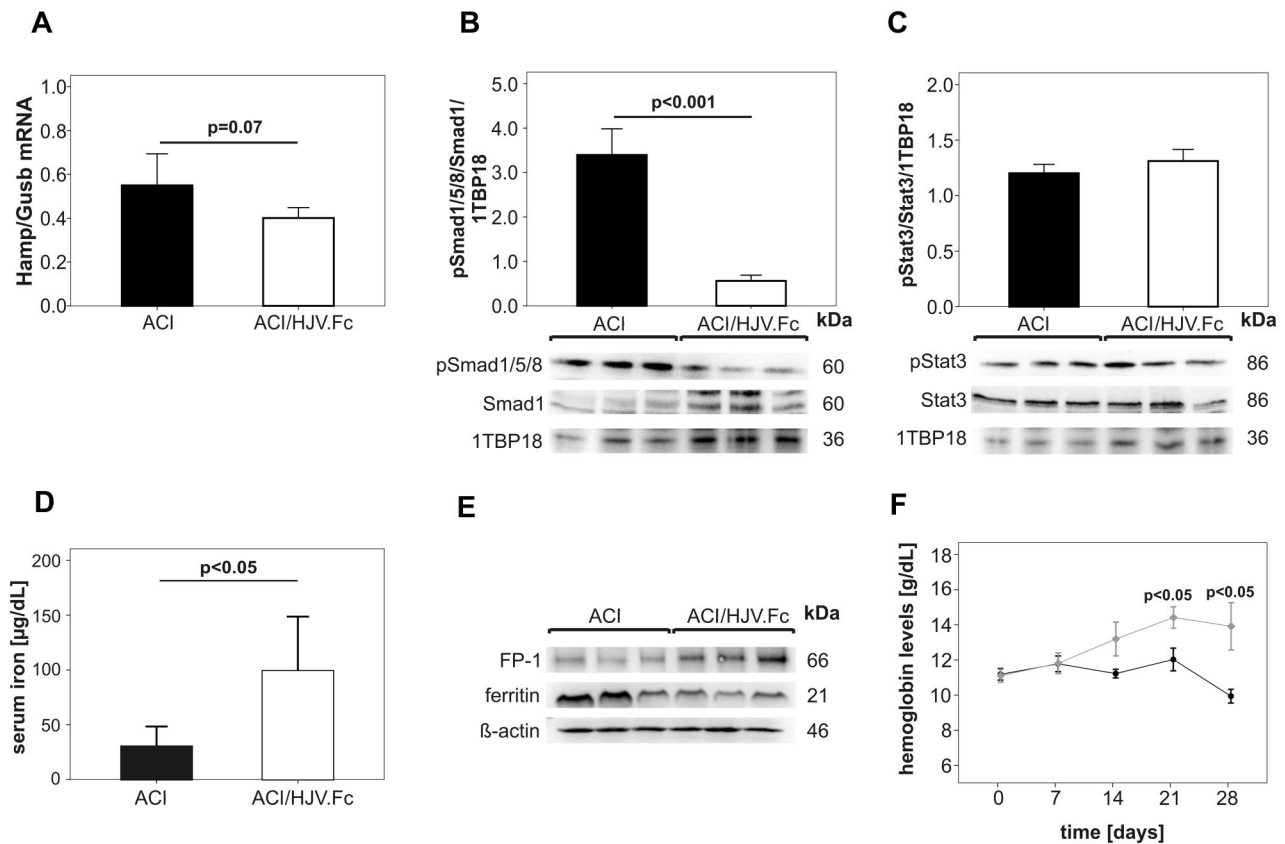 A
Hamp/Gusb mRNA
1.0
0.8
0.6
0.4
0.2
0.0
p=0.07
ACI
ACI/HJV.Fc
B
pSmad1/5/8/Smad1/
1TBP18
5.0
4.0
3.0
2.0
1.0
0.0
p<0.001
ACI
ACI/HJV.Fc
kDa
pSmad1/5/8
60
Smad1
60
1TBP18
36
C
pStat3/Stat3/1TBP18
2.0
1.5
1.0
0.5
0.0
ACI
ACI/HJV.Fc
kDa
pStat3
86
Stat3
86
1TBP18
36
D
serum iron [µg/dL]
200
150
100
50
0
p<0.05
ACI
ACI/HJV.Fc
E
ACI
ACI/HJV.Fc
kDa
FP-1
66
ferritin
21
ß-actin
46
F
hemoglobin levels [g/dL]
18
16
14
12
10
8
6
p<0.05
p<0.05
0
7
14
21
28
time [days]